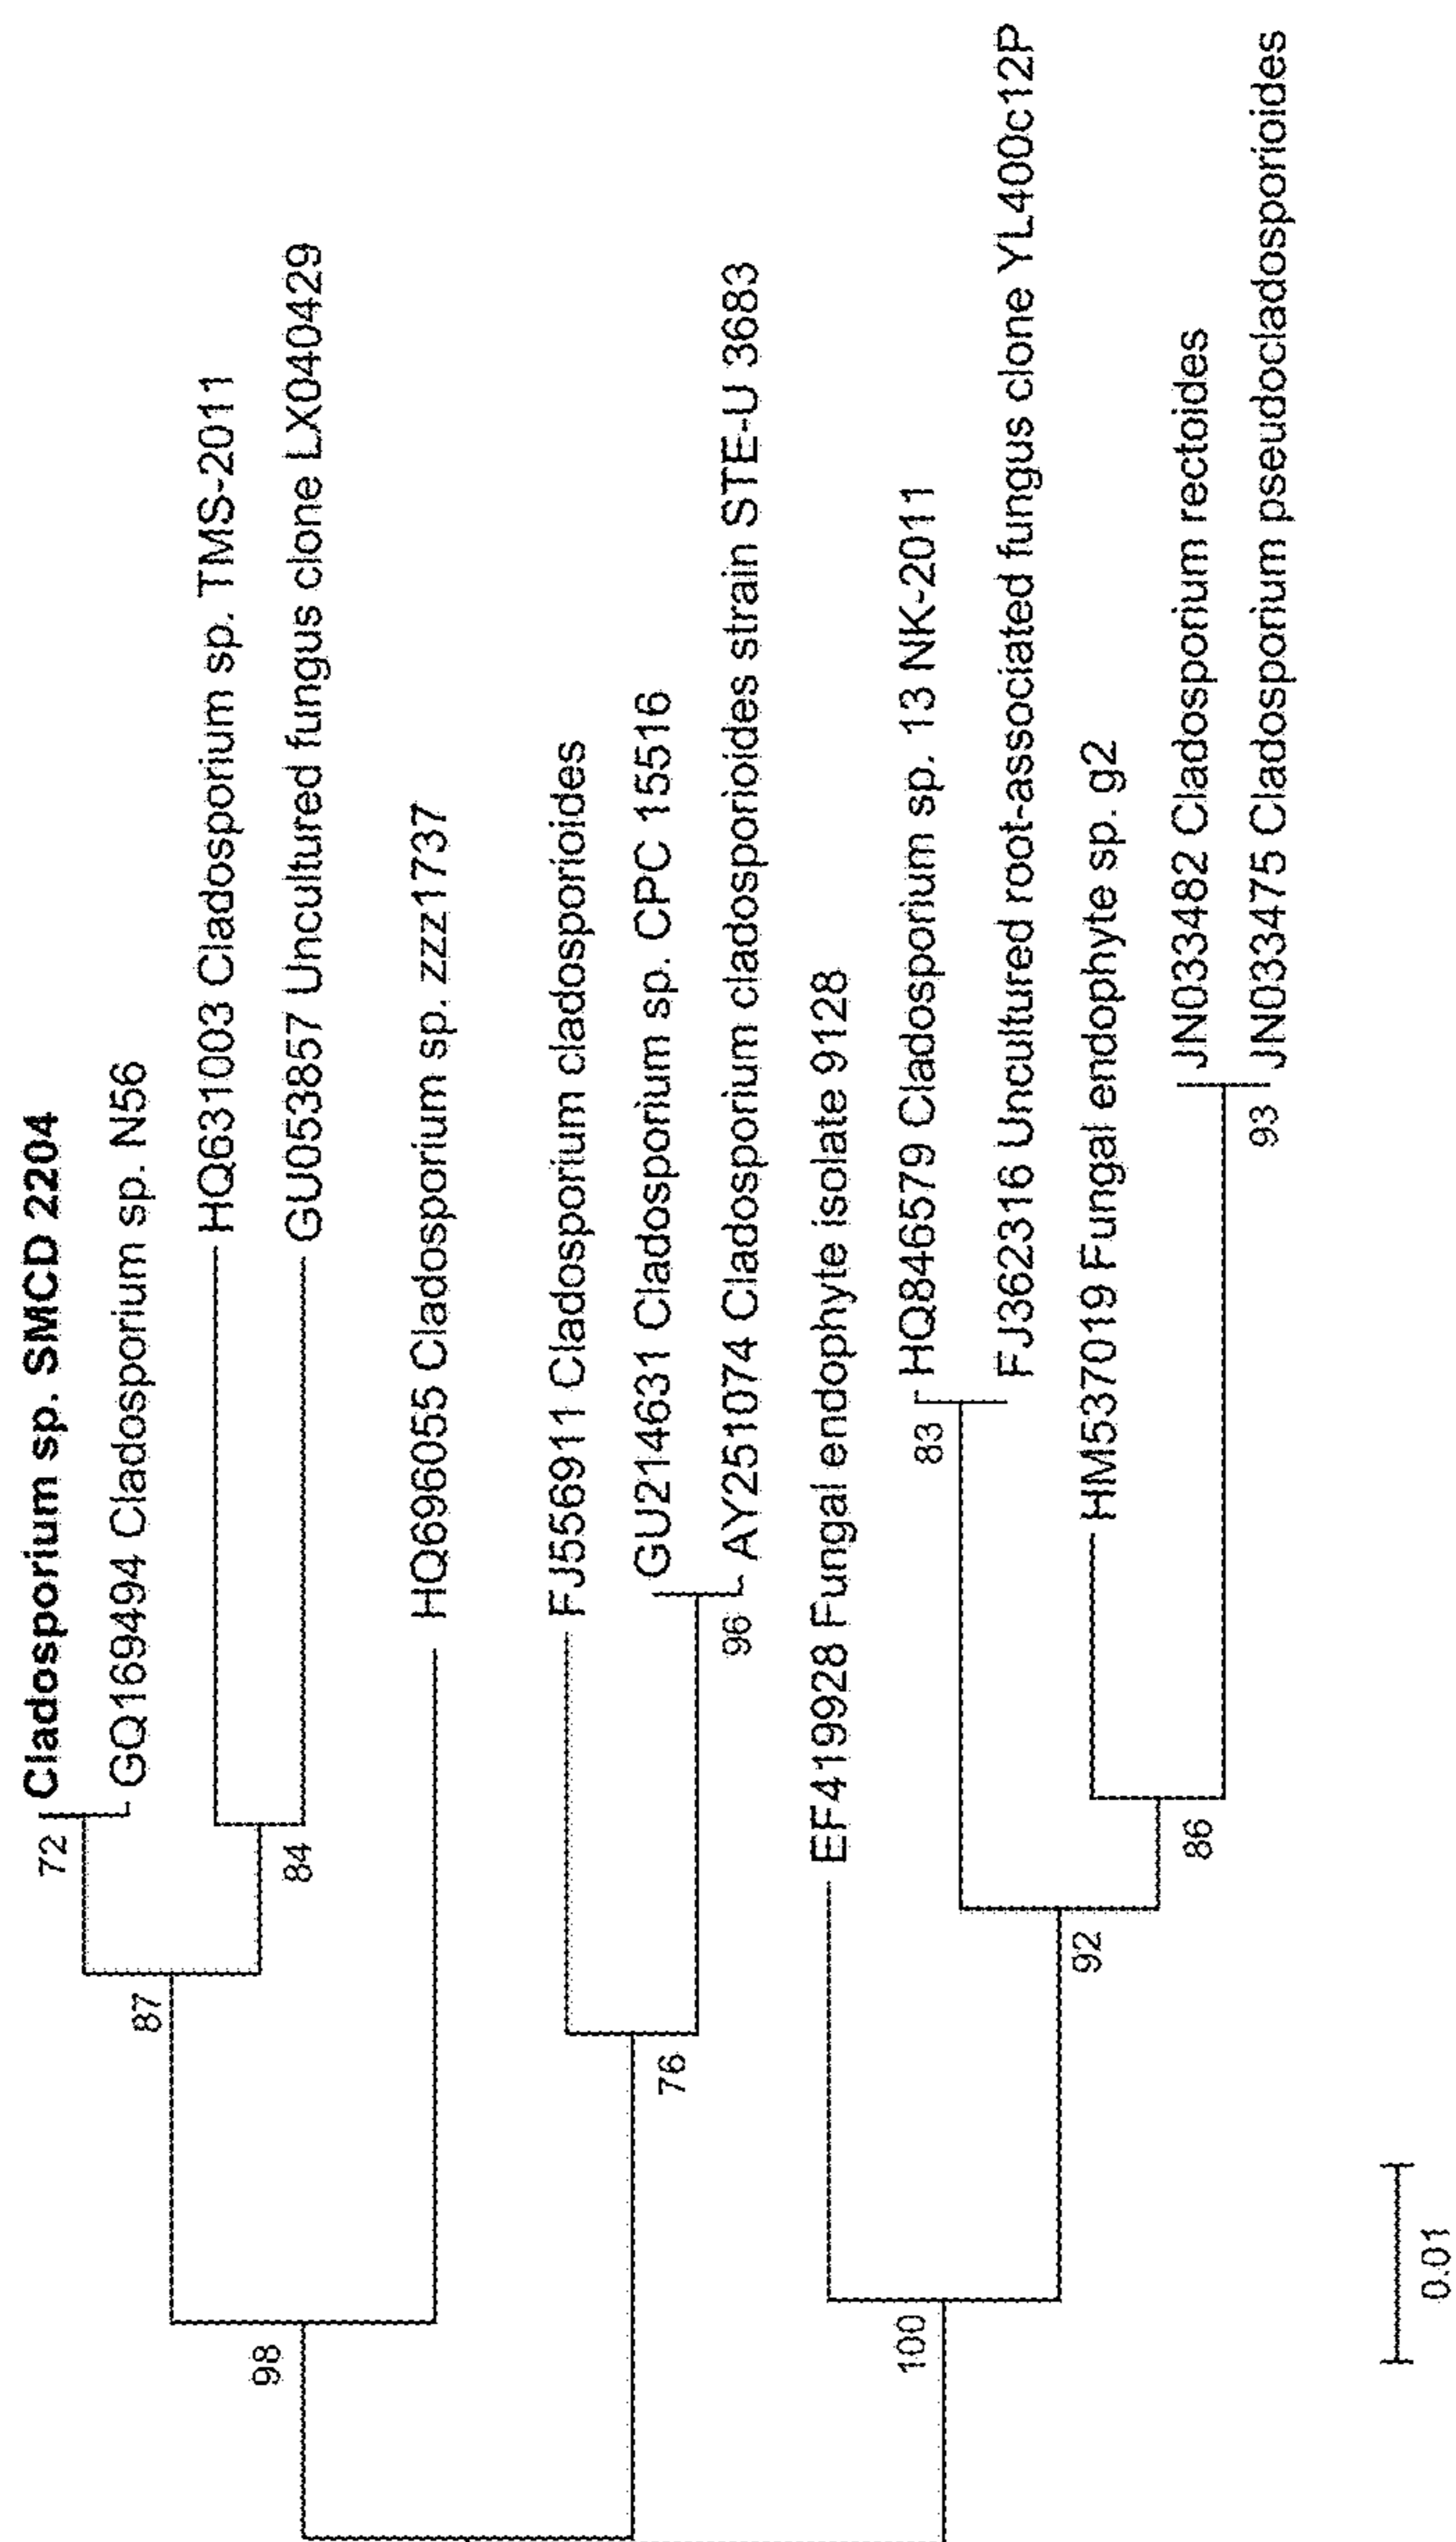 Cladosporium sp. SMCD 2204
72
GQ169494 Cladosporium sp. N56
87
HQ631003 Cladosporium sp. TMS-2011
84
GU053857 Uncultured fungus clone LX040429
98
HQ696055 Cladosporium sp. zzz1737
FJ556911 Cladosporium cladosporioides
76
GU214631 Cladosporium sp. CPC 15516
96
AY251074 Cladosporium cladosporioides strain STE-U 3683
EF419928 Fungal endophyte isolate 9128
100
83
HQ846579 Cladosporium sp. 13 NK-2011
FJ362316 Uncultured root-associated fungus clone YL400c12P
92
HM537019 Fungal endophyte sp. g2
86
JN033482 Cladosporium rectoides
93
JN033475 Cladosporium pseudocladosporioides
0.01